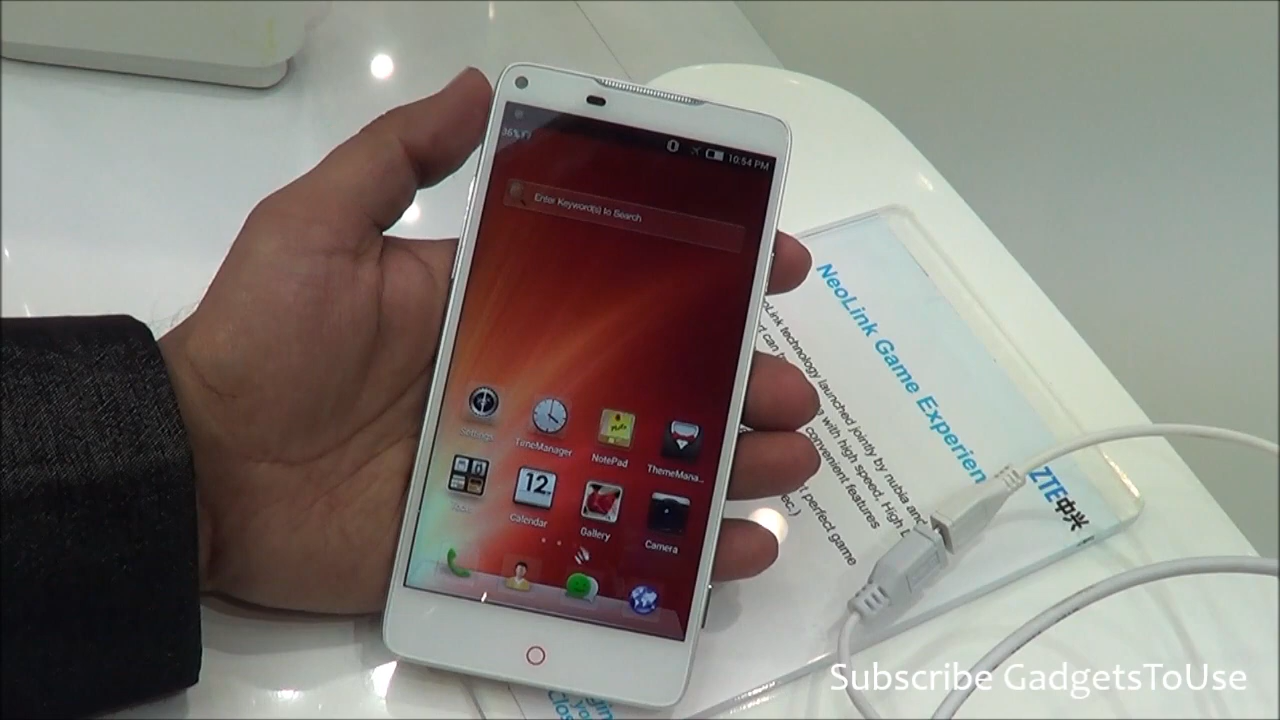 36%
10:54 PM
Enter Keyword(s) to Search
Settings
TimeManager
NotePad
ThemeMana...
Tools
12
Calendar
Gallery
Camera
NeoLink Game Experien
technology launched jointly by nubia and
with high speed, High
convenient features
perfect game
ec.)
ZTE中兴
Subscribe GadgetsToUse